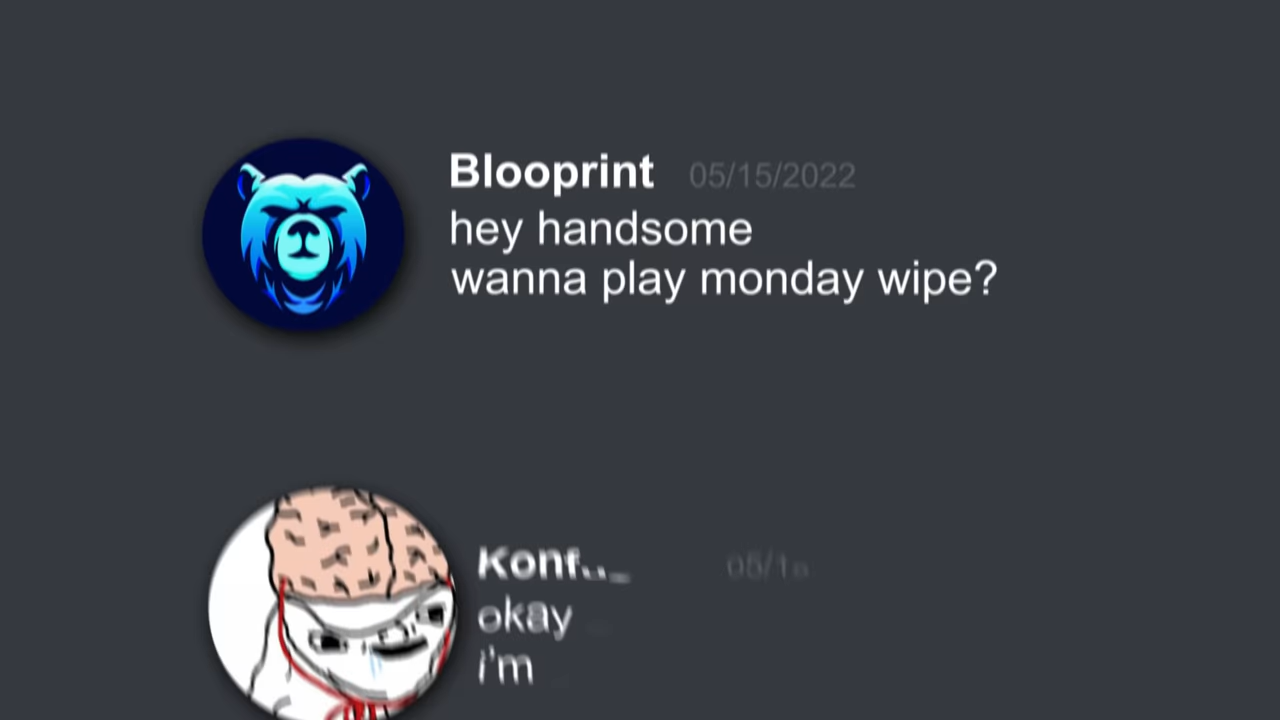 Blooprint 05/15/2022
hey handsome
wanna play monday wipe?
okay
i'm